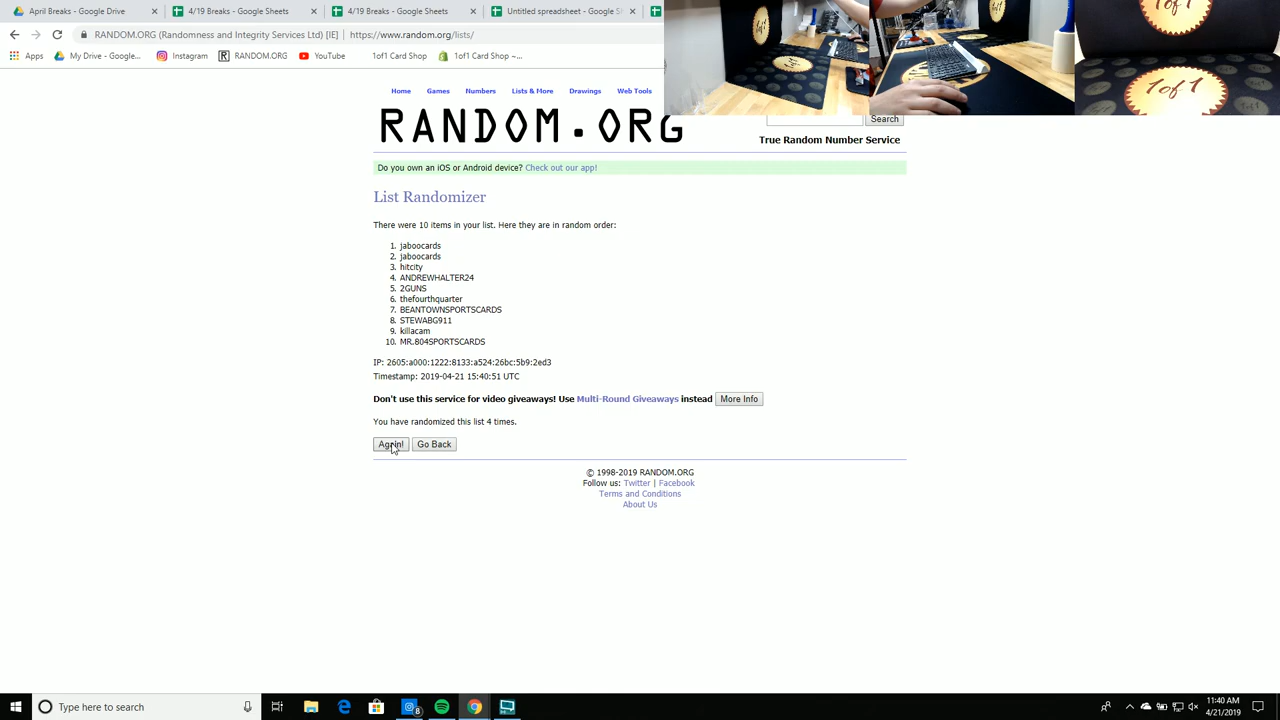 April Breaks - Google Drive
4/19 Breaks - Google Sheets
4/19 Breaks - Google Sheets
Untitled spreadsheet - Google S
RANDOM.ORG (Randomness and Integrity Services Ltd) [IE] | https://www.random.org/lists/
Apps My Drive - Google... Instagram RANDOM.ORG YouTube 1of1 Card Shop 1of1 Card Shop ~...
1of1
1of1
Home Games Numbers Lists & More Drawings Web Tools
RANDOM.ORG
Search
True Random Number Service
Do you own an iOS or Android device? Check out our app!
List Randomizer
There were 10 items in your list. Here they are in random order:
1. jaboocards
2. jaboocards
3. hitcity
4. ANDREWHALTER24
5. 2GUNS
6. thefourthquarter
7. BEANTOWNSPORTSCARDS
8. STEWABG911
9. killacam
10. MR.804SPORTSCARDS
IP: 2605:a000:1222:8133:a524:26bc:5b9:2ed3
Timestamp: 2019-04-21 15:40:51 UTC
Don't use this service for video giveaways! Use Multi-Round Giveaways instead More Info
You have randomized this list 4 times.
Again! Go Back
© 1998-2019 RANDOM.ORG
Follow us: Twitter | Facebook
Terms and Conditions
About Us
Type here to search
8
11:40 AM
4/21/2019